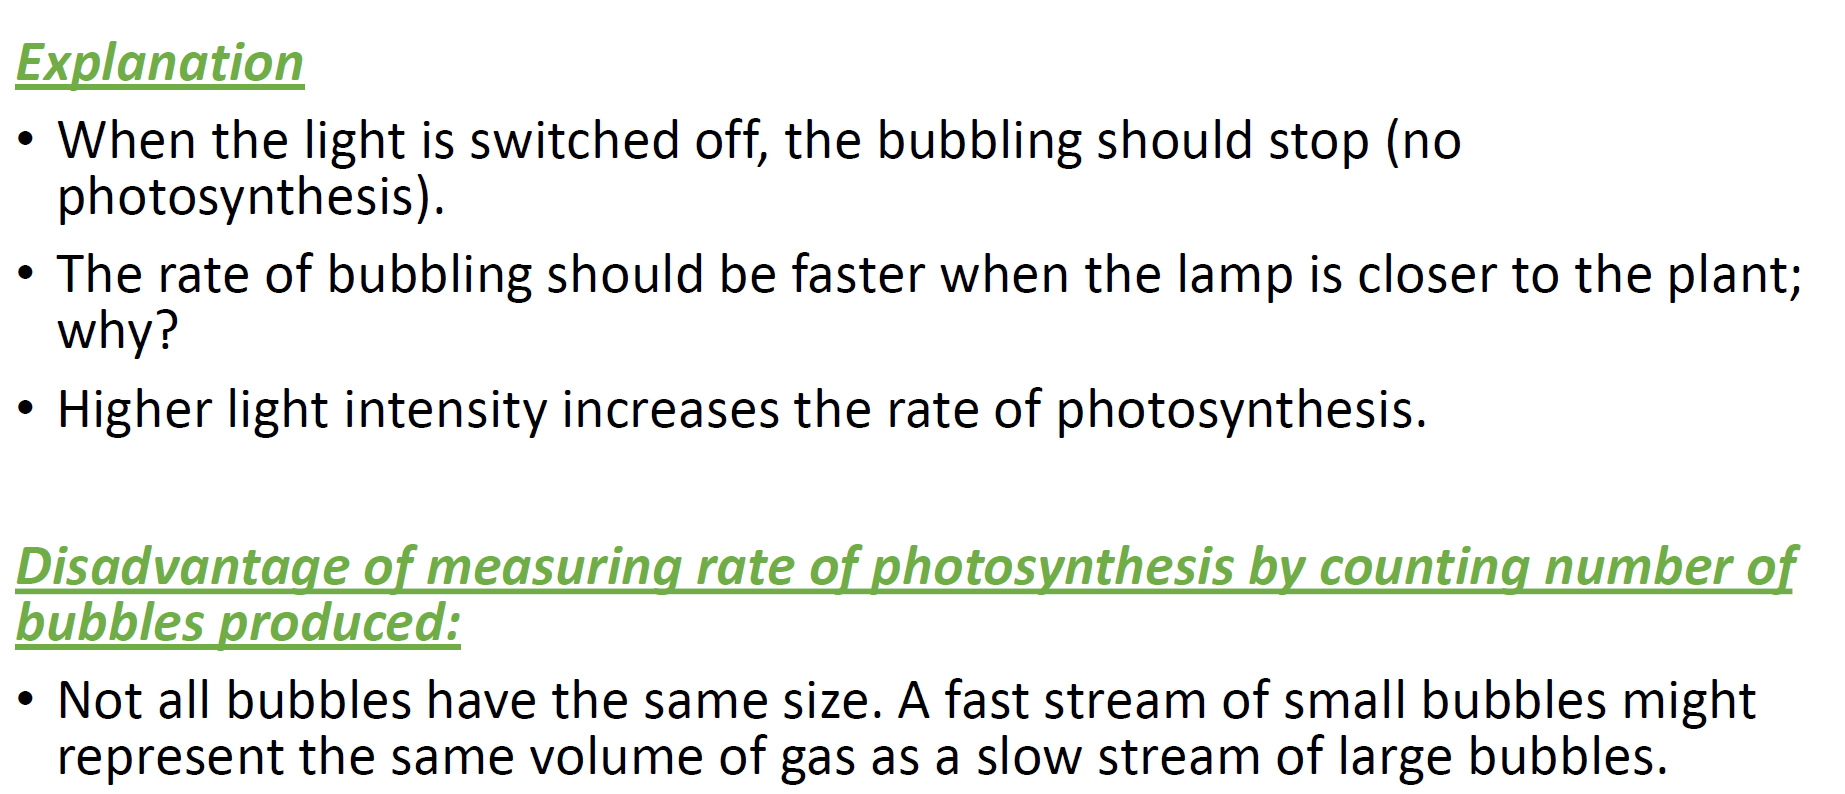 Explanation
• When the light is switched off, the bubbling should stop (no
photosynthesis).
• The rate of bubbling should be faster when the lamp is closer to the plant;
why?
• Higher light intensity increases the rate of photosynthesis.
Disadvantage of measuring rate of photosynthesis by counting number of
bubbles produced:
• Not all bubbles have the same size. A fast stream of small bubbles might
represent the same volume of gas as a slow stream of large bubbles.